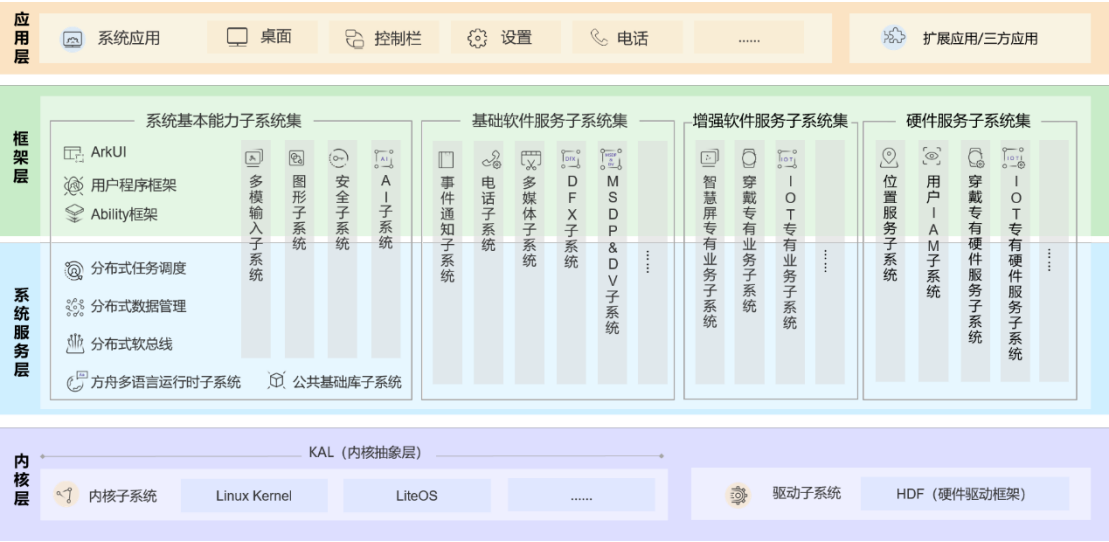 应用层
系统应用
桌面
控制栏
设置
电话
......
扩展应用/三方应用
框架层
系统服务层
系统基本能力子系统集
ArkUI
用户程序框架
Ability框架
多模输入子系统
图形子系统
安全子系统
AI
AI子系统
分布式任务调度
分布式数据管理
分布式软总线
方舟多语言运行时子系统
公共基础库子系统
基础软件服务子系统集
事件通知子系统
电话子系统
多媒体子系统
DFX
DFX子系统
MSDP&DV子系统
......
增强软件服务子系统集
智慧屏专有业务子系统
穿戴专有业务子系统
IOT
IOT专有业务子系统
......
硬件服务子系统集
位置服务子系统
用户IAM子系统
穿戴专有硬件服务子系统
IOT
IOT专有硬件服务子系统
......
内核层
KAL（内核抽象层）
内核子系统
Linux Kernel
LiteOS
......
驱动子系统
HDF（硬件驱动框架）